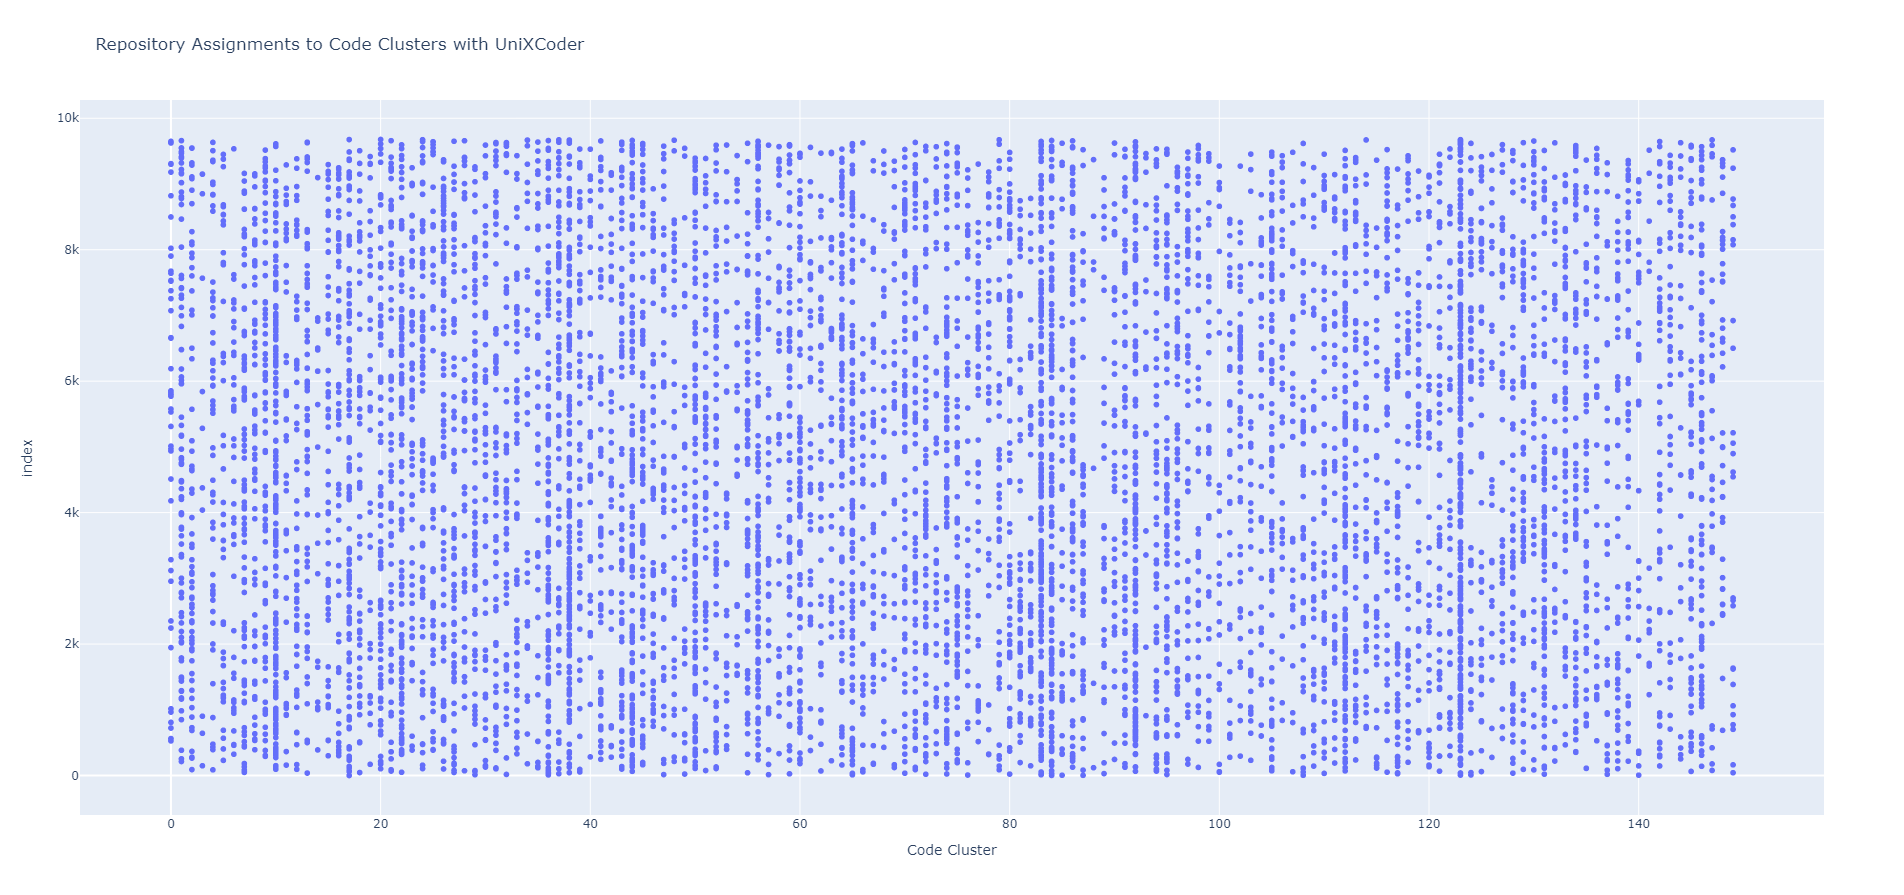 Repository Assignments to Code Clusters with UniXCoder
10k
8k
6k
4k
2k
0
index
0 20 40 60 80 100 120 140
Code Cluster